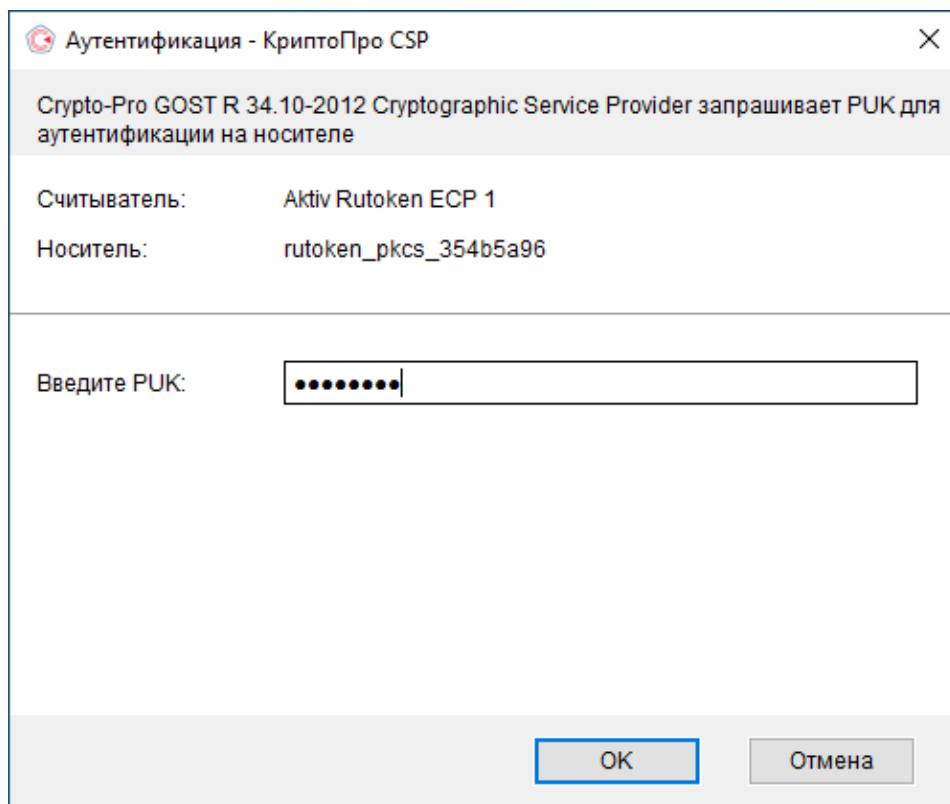 Аутентификация - КриптоПро CSP
Crypto-Pro GOST R 34.10-2012 Cryptographic Service Provider запрашивает PUK для
аутентификации на носителе
Считыватель: Aktiv Rutoken ECP 1
Носитель: rutoken_pkcs_354b5a96
Введите PUK: ••••••••
OK Отмена